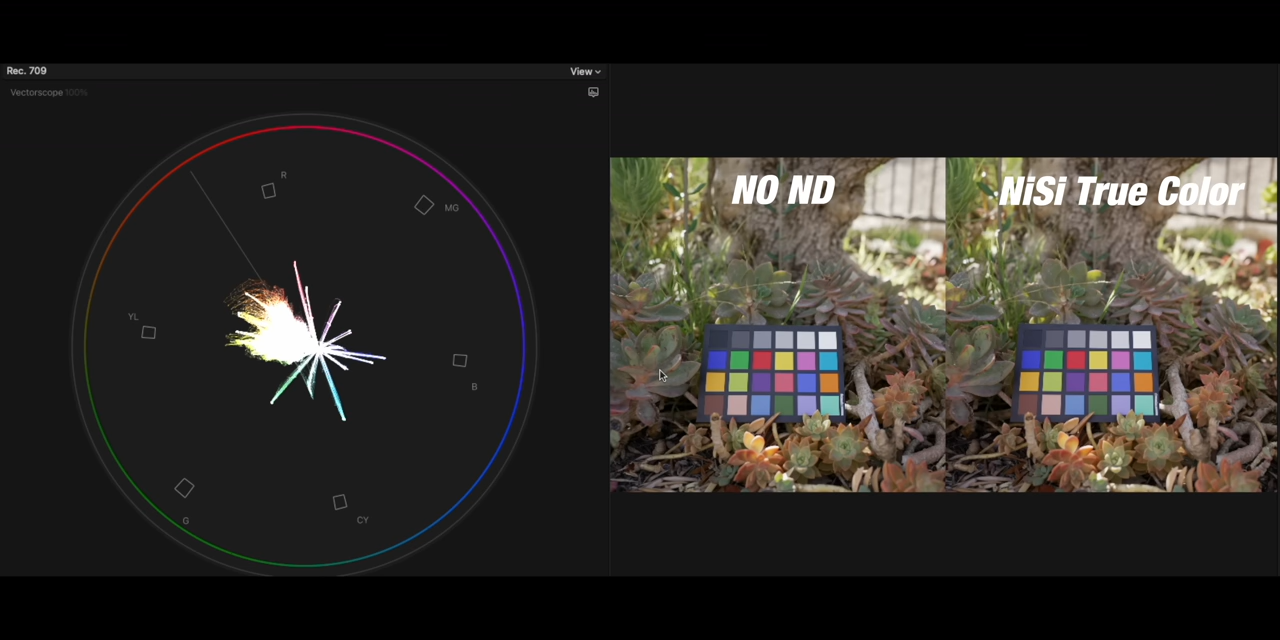 Rec. 709
View
Vectorscope 100%
R
MG
YL
B
G
CY
NO ND
NiSi True Color